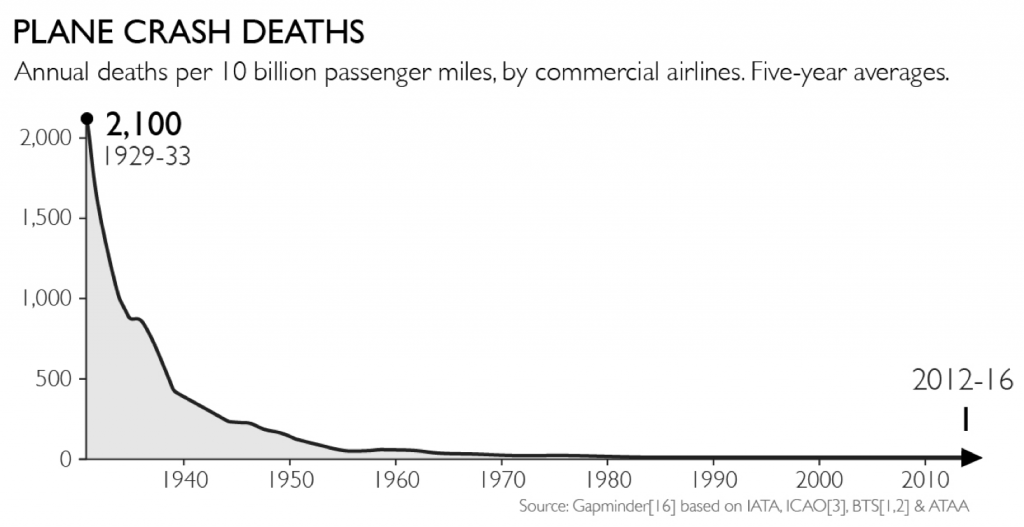 PLANE CRASH DEATHS
Annual deaths per 10 billion passenger miles, by commercial airlines. Five-year averages.
2,100
1929-33
2,000
1,500
1,000
500
0
2012-16
1
1940 1950 1960 1970 1980 1990 2000 2010
Source: Gapminder[16] based on IATA, ICAO[3], BTS[1,2] & ATAA